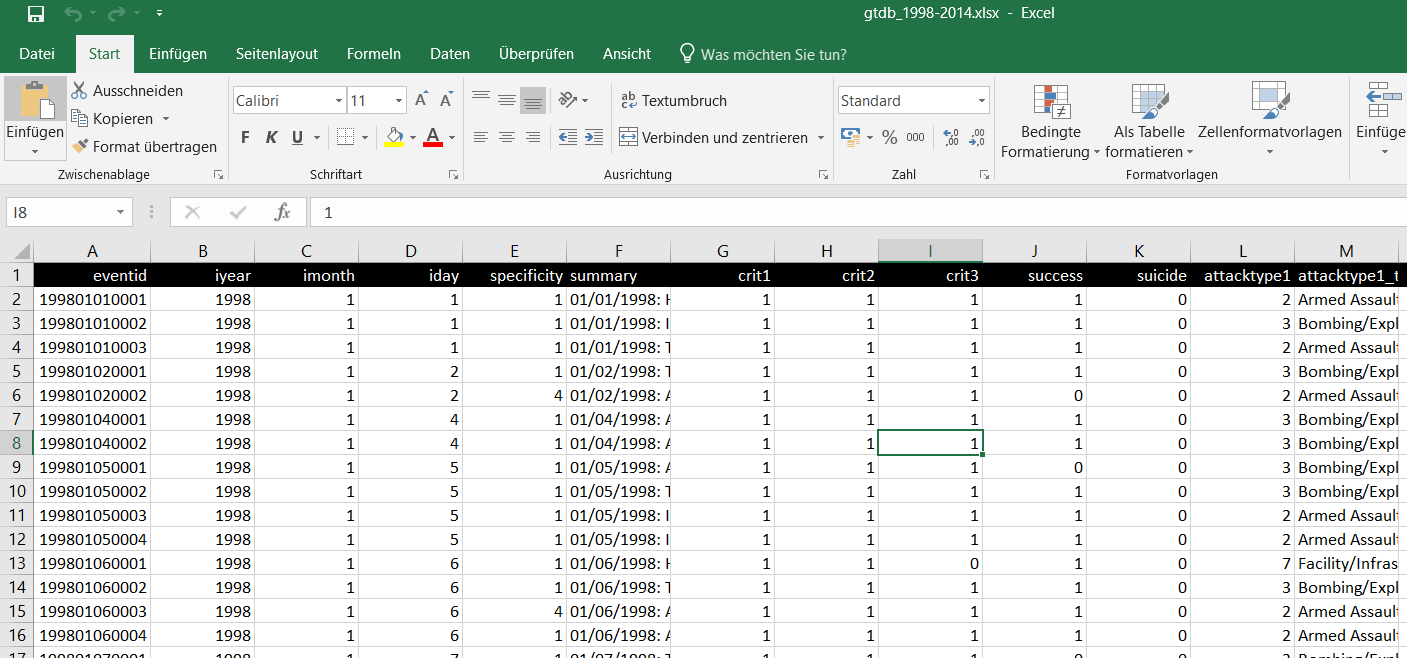 gtdb_1998-2014.xlsx - Excel
Datei Start Einfügen Seitenlayout Formeln Daten Überprüfen Ansicht Was möchten Sie tun?
Ausschneiden Calibri 11 A A ab c Textumbruch Standard
Einfügen Kopieren Bedingte Als Tabelle Zellenformatvorlagen Einfüge
Format übertragen F K U A Verbinden und zentrieren % 000 ,00 ,00 Formatierung formatieren
Zwischenablage Schriftart Ausrichtung Zahl Formatvorlagen
I8 fx 1
A B C D E F G H I J K L M
1 eventid iyear imonth iday specificity summary crit1 crit2 crit3 success suicide attacktype1 attacktype1_t
2 199801010001 1998 1 1 1 01/01/1998: H 1 1 1 1 0 2 Armed Assaul
3 199801010002 1998 1 1 1 01/01/1998: I 1 1 1 1 0 3 Bombing/Expl
4 199801010003 1998 1 1 1 01/01/1998: T 1 1 1 1 0 2 Armed Assaul
5 199801020001 1998 1 2 1 01/02/1998: T 1 1 1 1 0 3 Bombing/Expl
6 199801020002 1998 1 2 4 01/02/1998: A 1 1 1 0 0 2 Armed Assaul
7 199801040001 1998 1 4 1 01/04/1998: A 1 1 1 1 0 3 Bombing/Expl
8 199801040002 1998 1 4 1 01/04/1998: A 1 1 1 1 0 3 Bombing/Expl
9 199801050001 1998 1 5 1 01/05/1998: A 1 1 1 0 0 3 Bombing/Expl
10 199801050002 1998 1 5 1 01/05/1998: T 1 1 1 1 0 3 Bombing/Expl
11 199801050003 1998 1 5 1 01/05/1998: I 1 1 1 1 0 2 Armed Assaul
12 199801050004 1998 1 5 1 01/05/1998: I 1 1 1 1 0 2 Armed Assaul
13 199801060001 1998 1 6 1 01/06/1998: H 1 1 0 1 0 7 Facility/Infras
14 199801060002 1998 1 6 1 01/06/1998: T 1 1 1 1 0 3 Bombing/Expl
15 199801060003 1998 1 6 4 01/06/1998: A 1 1 1 1 0 2 Armed Assaul
16 199801060004 1998 1 6 1 01/06/1998: A 1 1 1 1 0 2 Armed Assaul